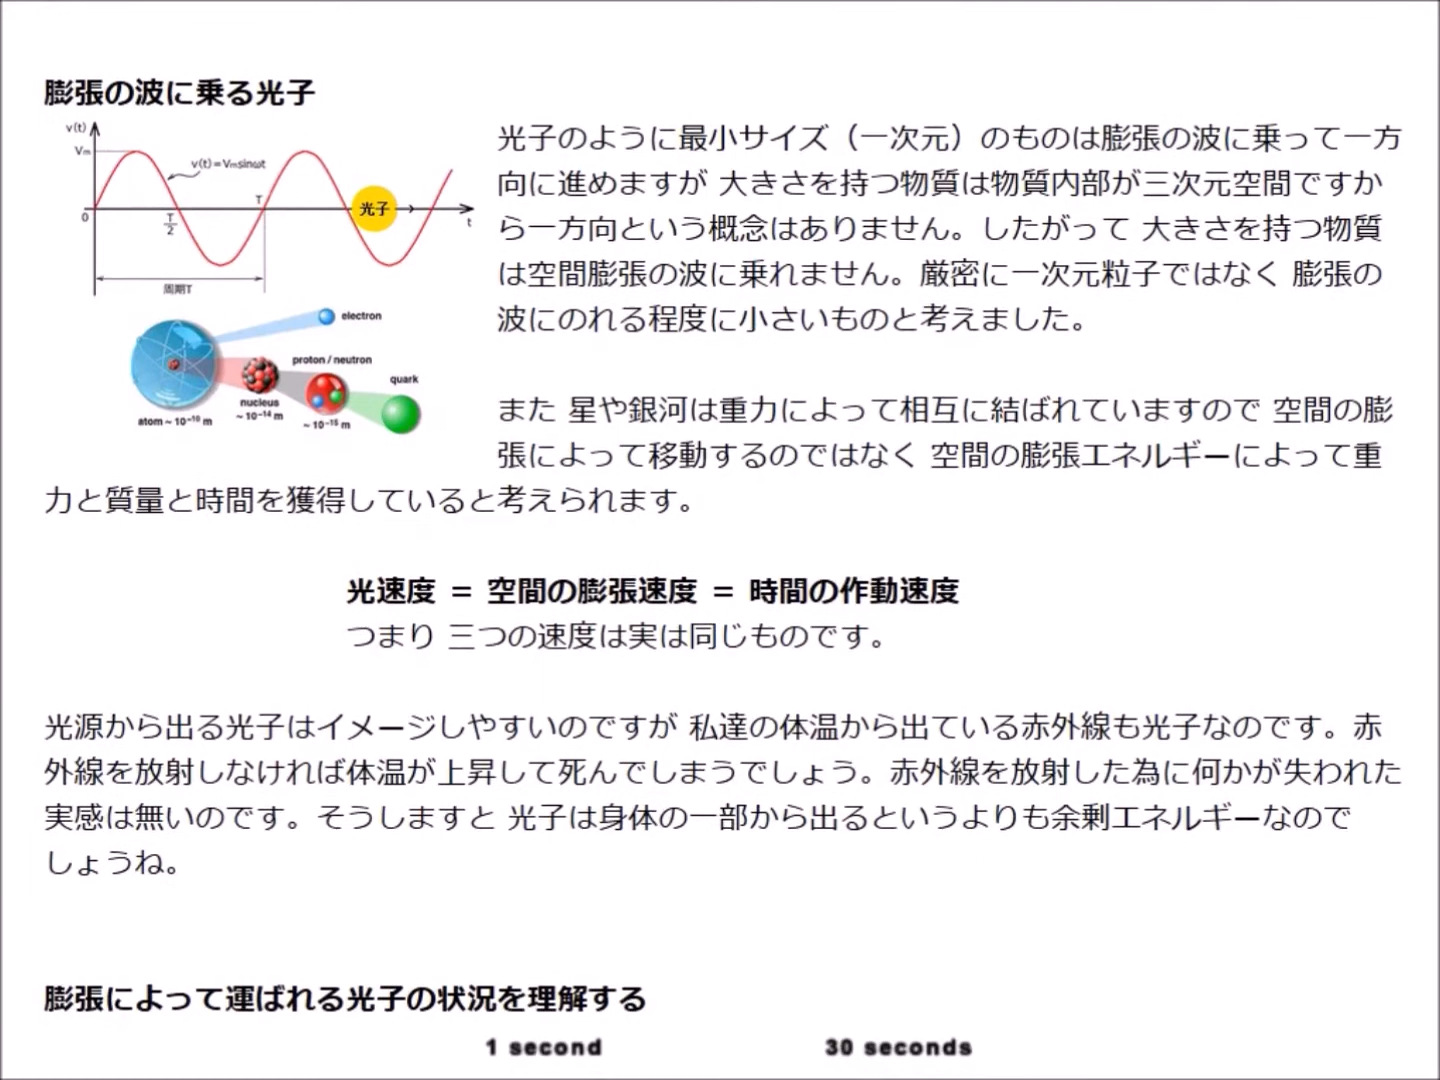 膨張の波に乗る光子
v(t)
Vm
v(t)=Vmsinωt
0
T/2
T
光子
t
周期T
electron
proton / neutron
quark
nucleus
~ 10⁻¹⁴ m
atom ~ 10⁻¹⁰ m
~ 10⁻¹⁵ m
光子のように最小サイズ（一次元）のものは膨張の波に乗って一方
向に進めますが 大きさを持つ物質は物質内部が三次元空間ですか
ら一方向という概念はありません。したがって 大きさを持つ物質
は空間膨張の波に乗れません。厳密に一次元粒子ではなく 膨張の
波にのれる程度に小さいものと考えました。
また 星や銀河は重力によって相互に結ばれていますので 空間の膨
張によって移動するのではなく 空間の膨張エネルギーによって重
力と質量と時間を獲得していると考えられます。
光速度 ＝ 空間の膨張速度 ＝ 時間の作動速度
つまり 三つの速度は実は同じものです。
光源から出る光子はイメージしやすいのですが 私達の体温から出ている赤外線も光子なのです。赤
外線を放射しなければ体温が上昇して死んでしまうでしょう。赤外線を放射した為に何かが失われた
実感は無いのです。そうしますと 光子は身体の一部から出るというよりも余剰エネルギーなので
しょうね。
膨張によって運ばれる光子の状況を理解する
1 second
30 seconds